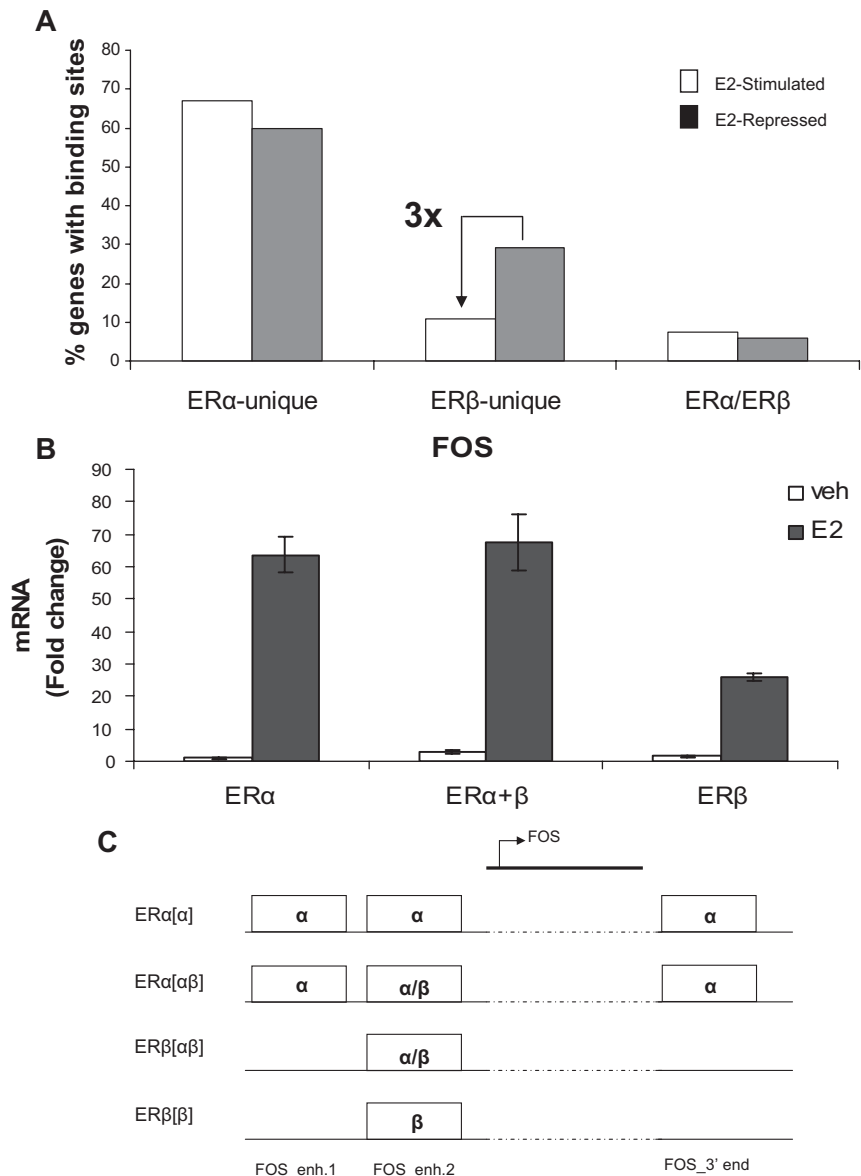 A
80
70
60
50
40
30
20
10
0
% genes with binding sites
E2-Stimulated
E2-Repressed
3x
ERα-unique
ERβ-unique
ERα/ERβ
B
FOS
90
80
70
60
50
40
30
20
10
0
mRNA
(Fold change)
veh
E2
ERα
ERα+β
ERβ
C
FOS
ERα[α]
α
α
α
ERα[αβ]
α
α/β
α
ERβ[αβ]
α/β
ERβ[β]
β
FOS_enh.1
FOS_enh.2
FOS_3' end